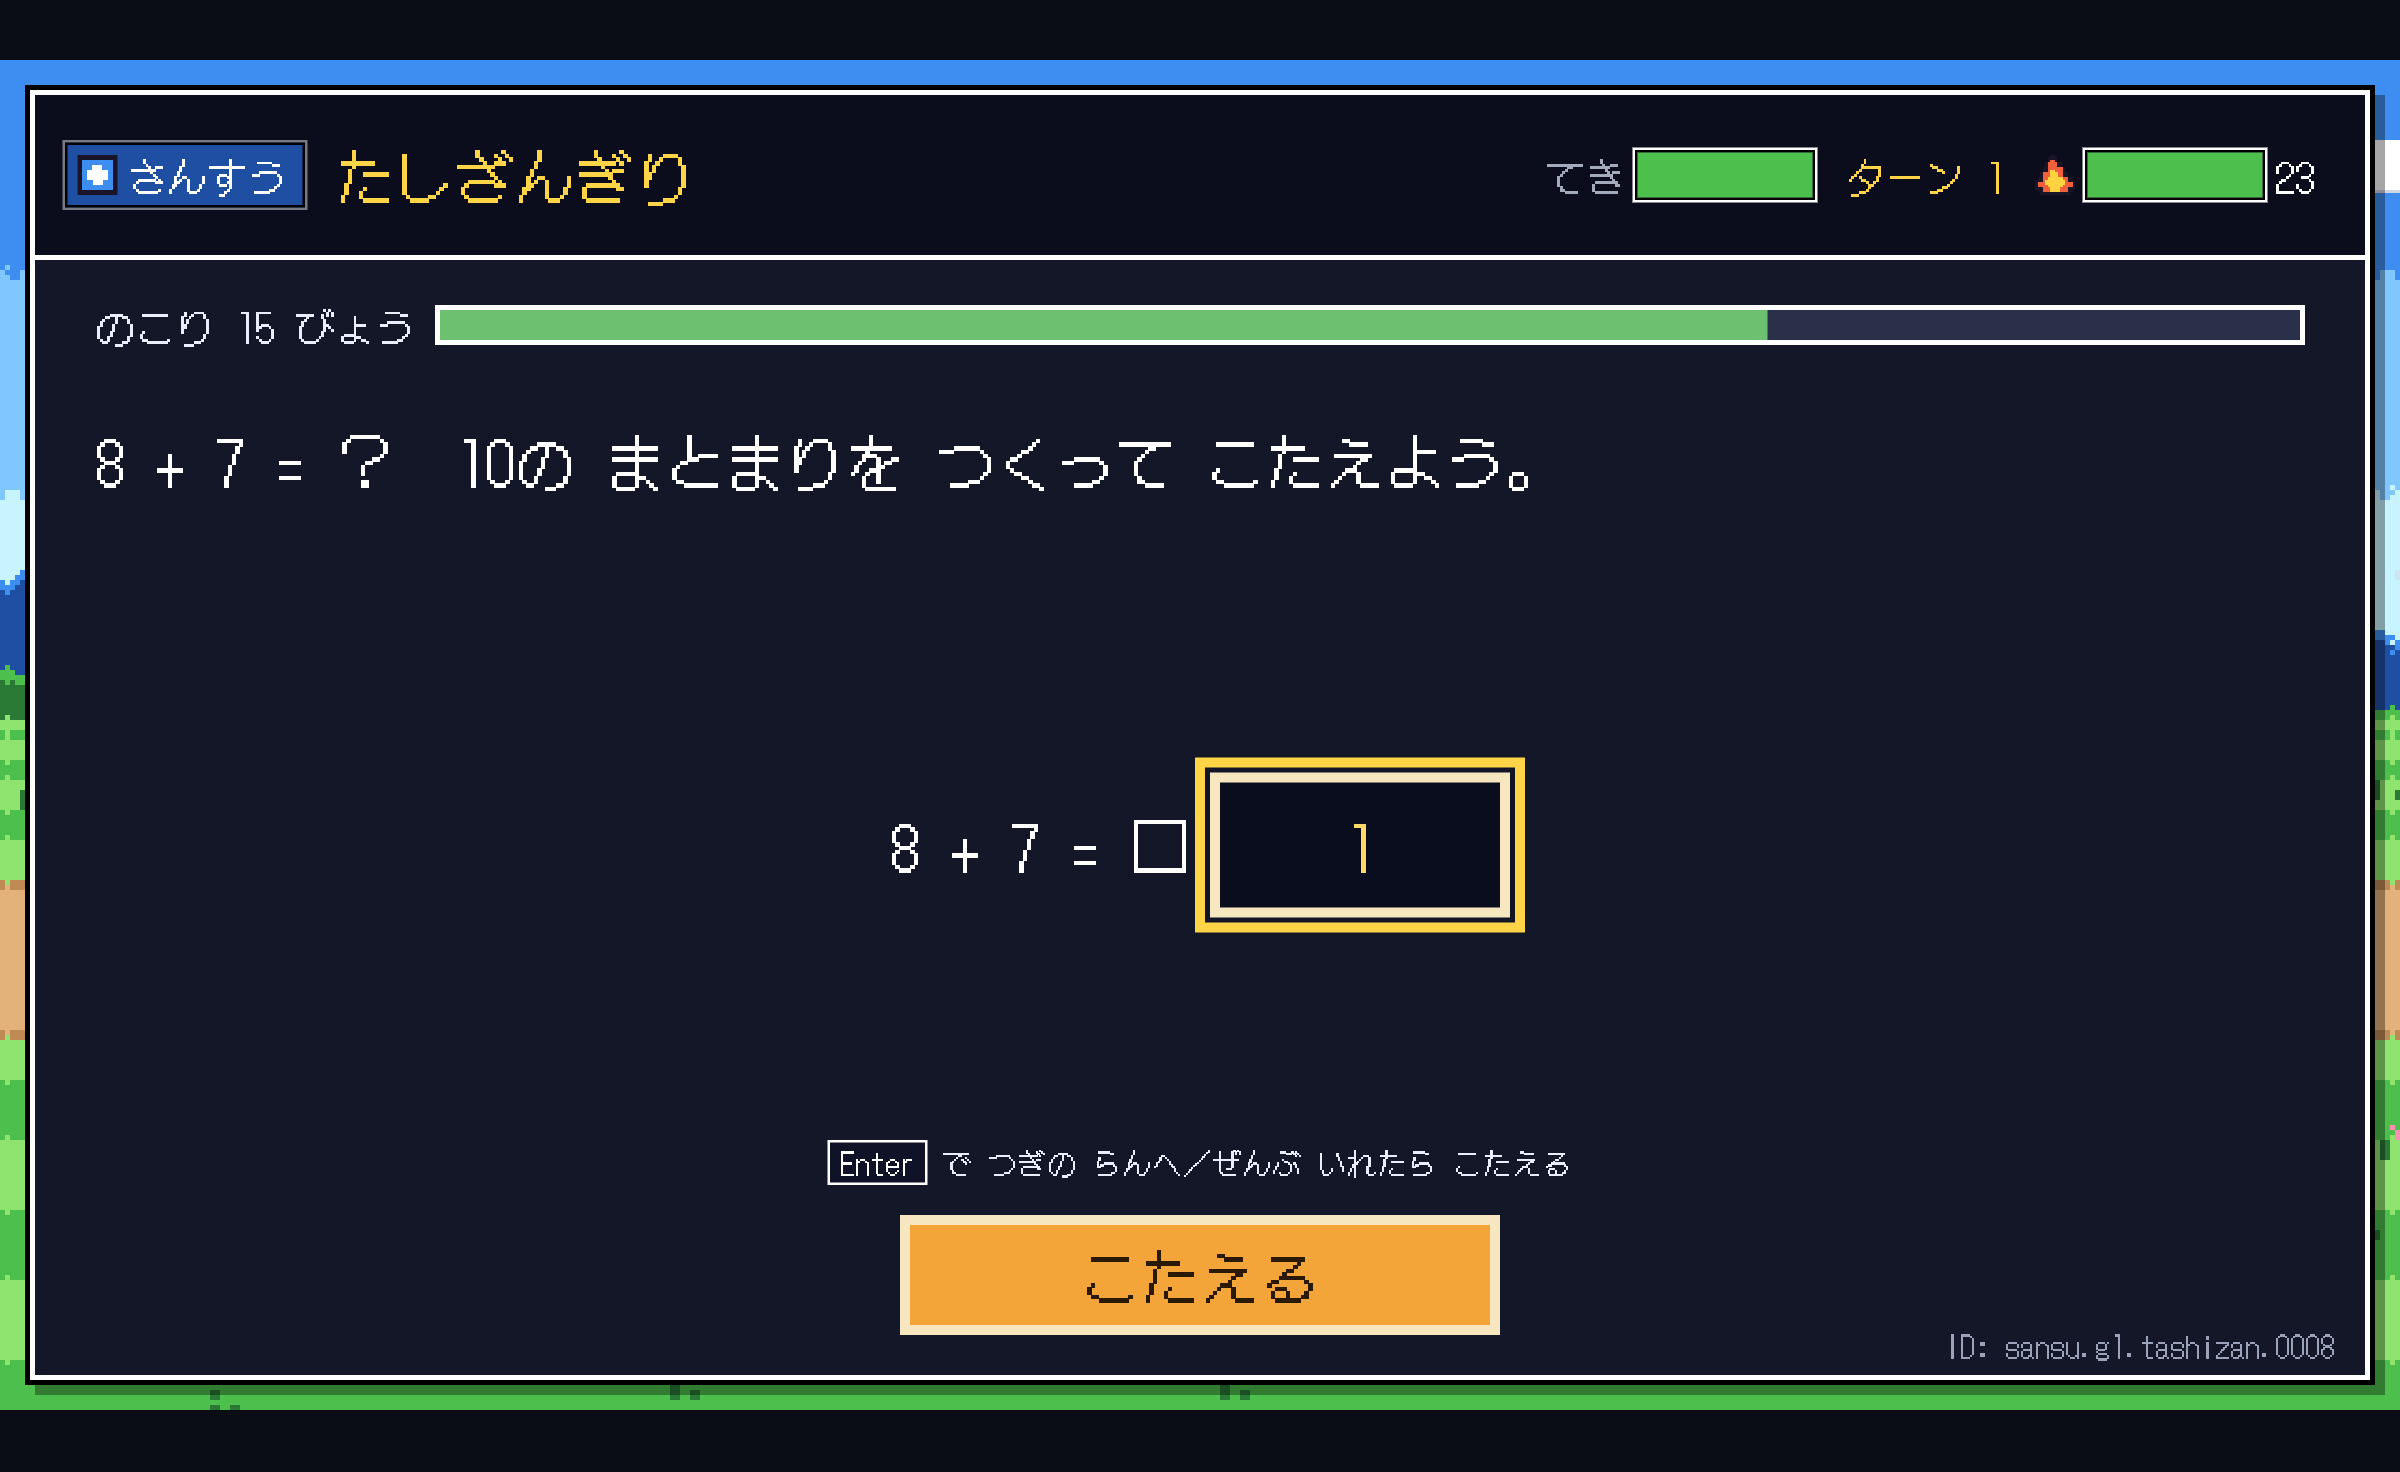 さんすう たしざんぎり てき ターン 1 23
のこり 15 びょう
8 + 7 = ? 10の まとまりを つくって こたえよう。
8 + 7 = □ 1
Enter で つぎの らんへ/ぜんぶ いれたら こたえる
こたえる
ID: sansu.g1.tashizan.0008